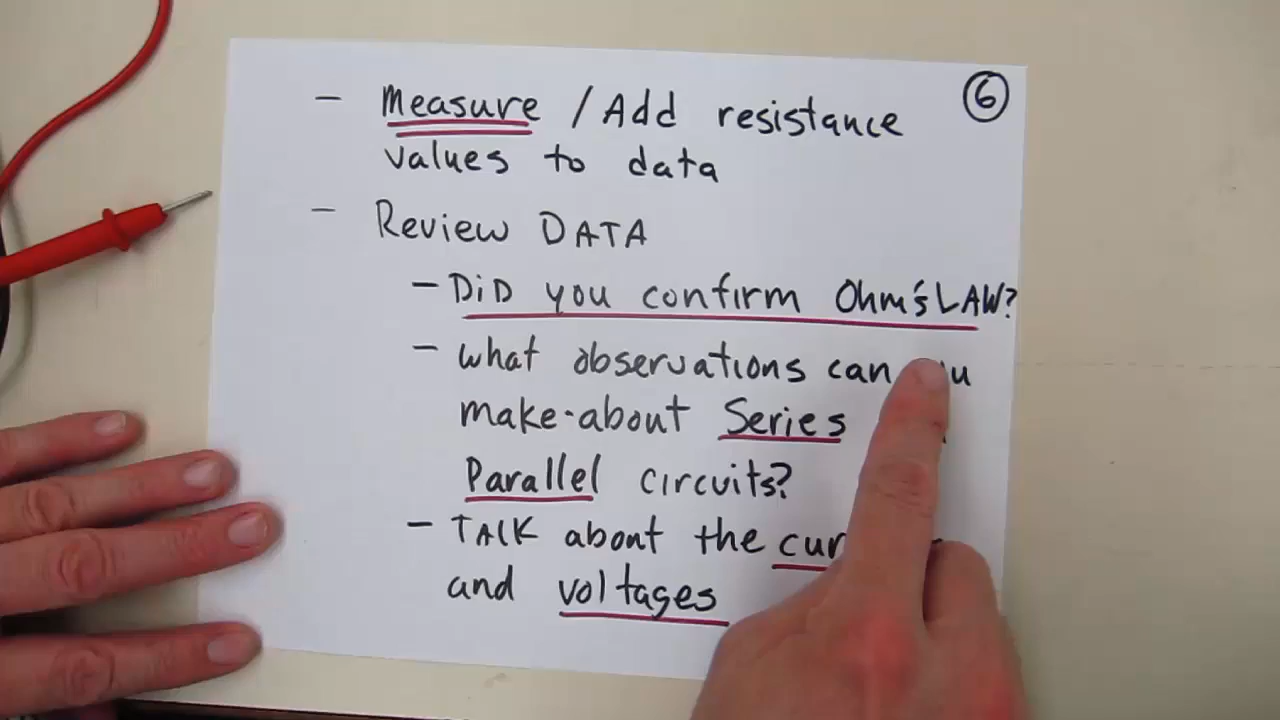 6
- Measure / Add resistance
values to data
- Review DATA
- DiD you confirm Ohm's LAW?
- what observations can
make-about Series
Parallel circuits?
- TALK about the
and voltages